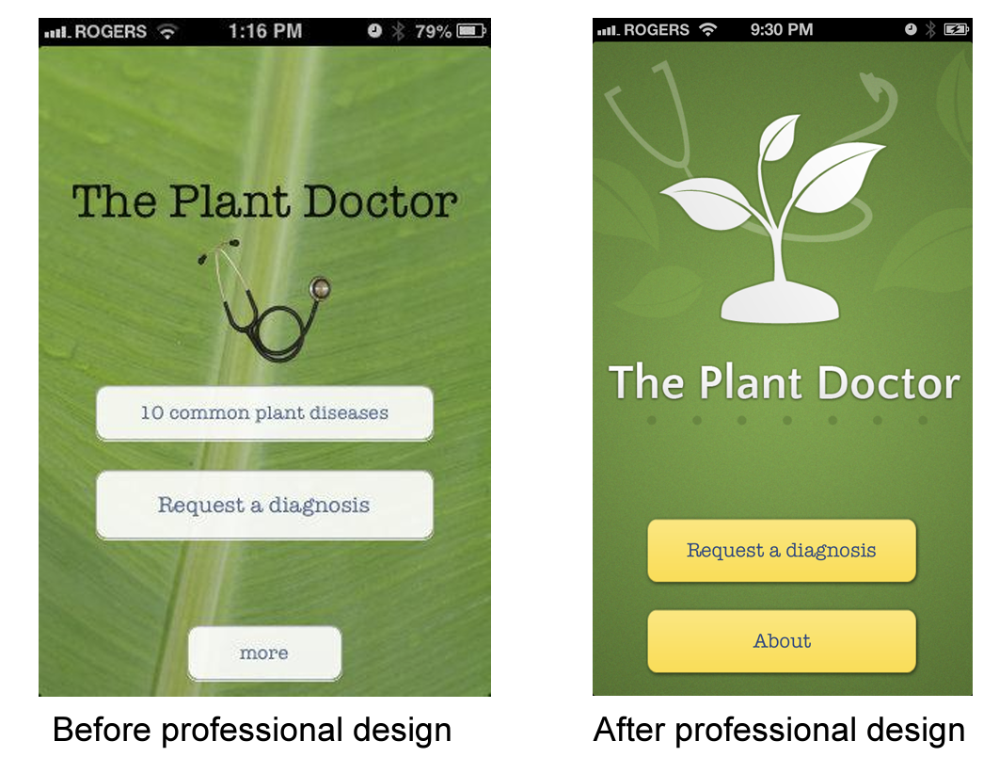 ROGERS 1:16 PM 79%
The Plant Doctor
10 common plant diseases
Request a diagnosis
more
Before professional design
ROGERS 9:30 PM
The Plant Doctor
Request a diagnosis
About
After professional design